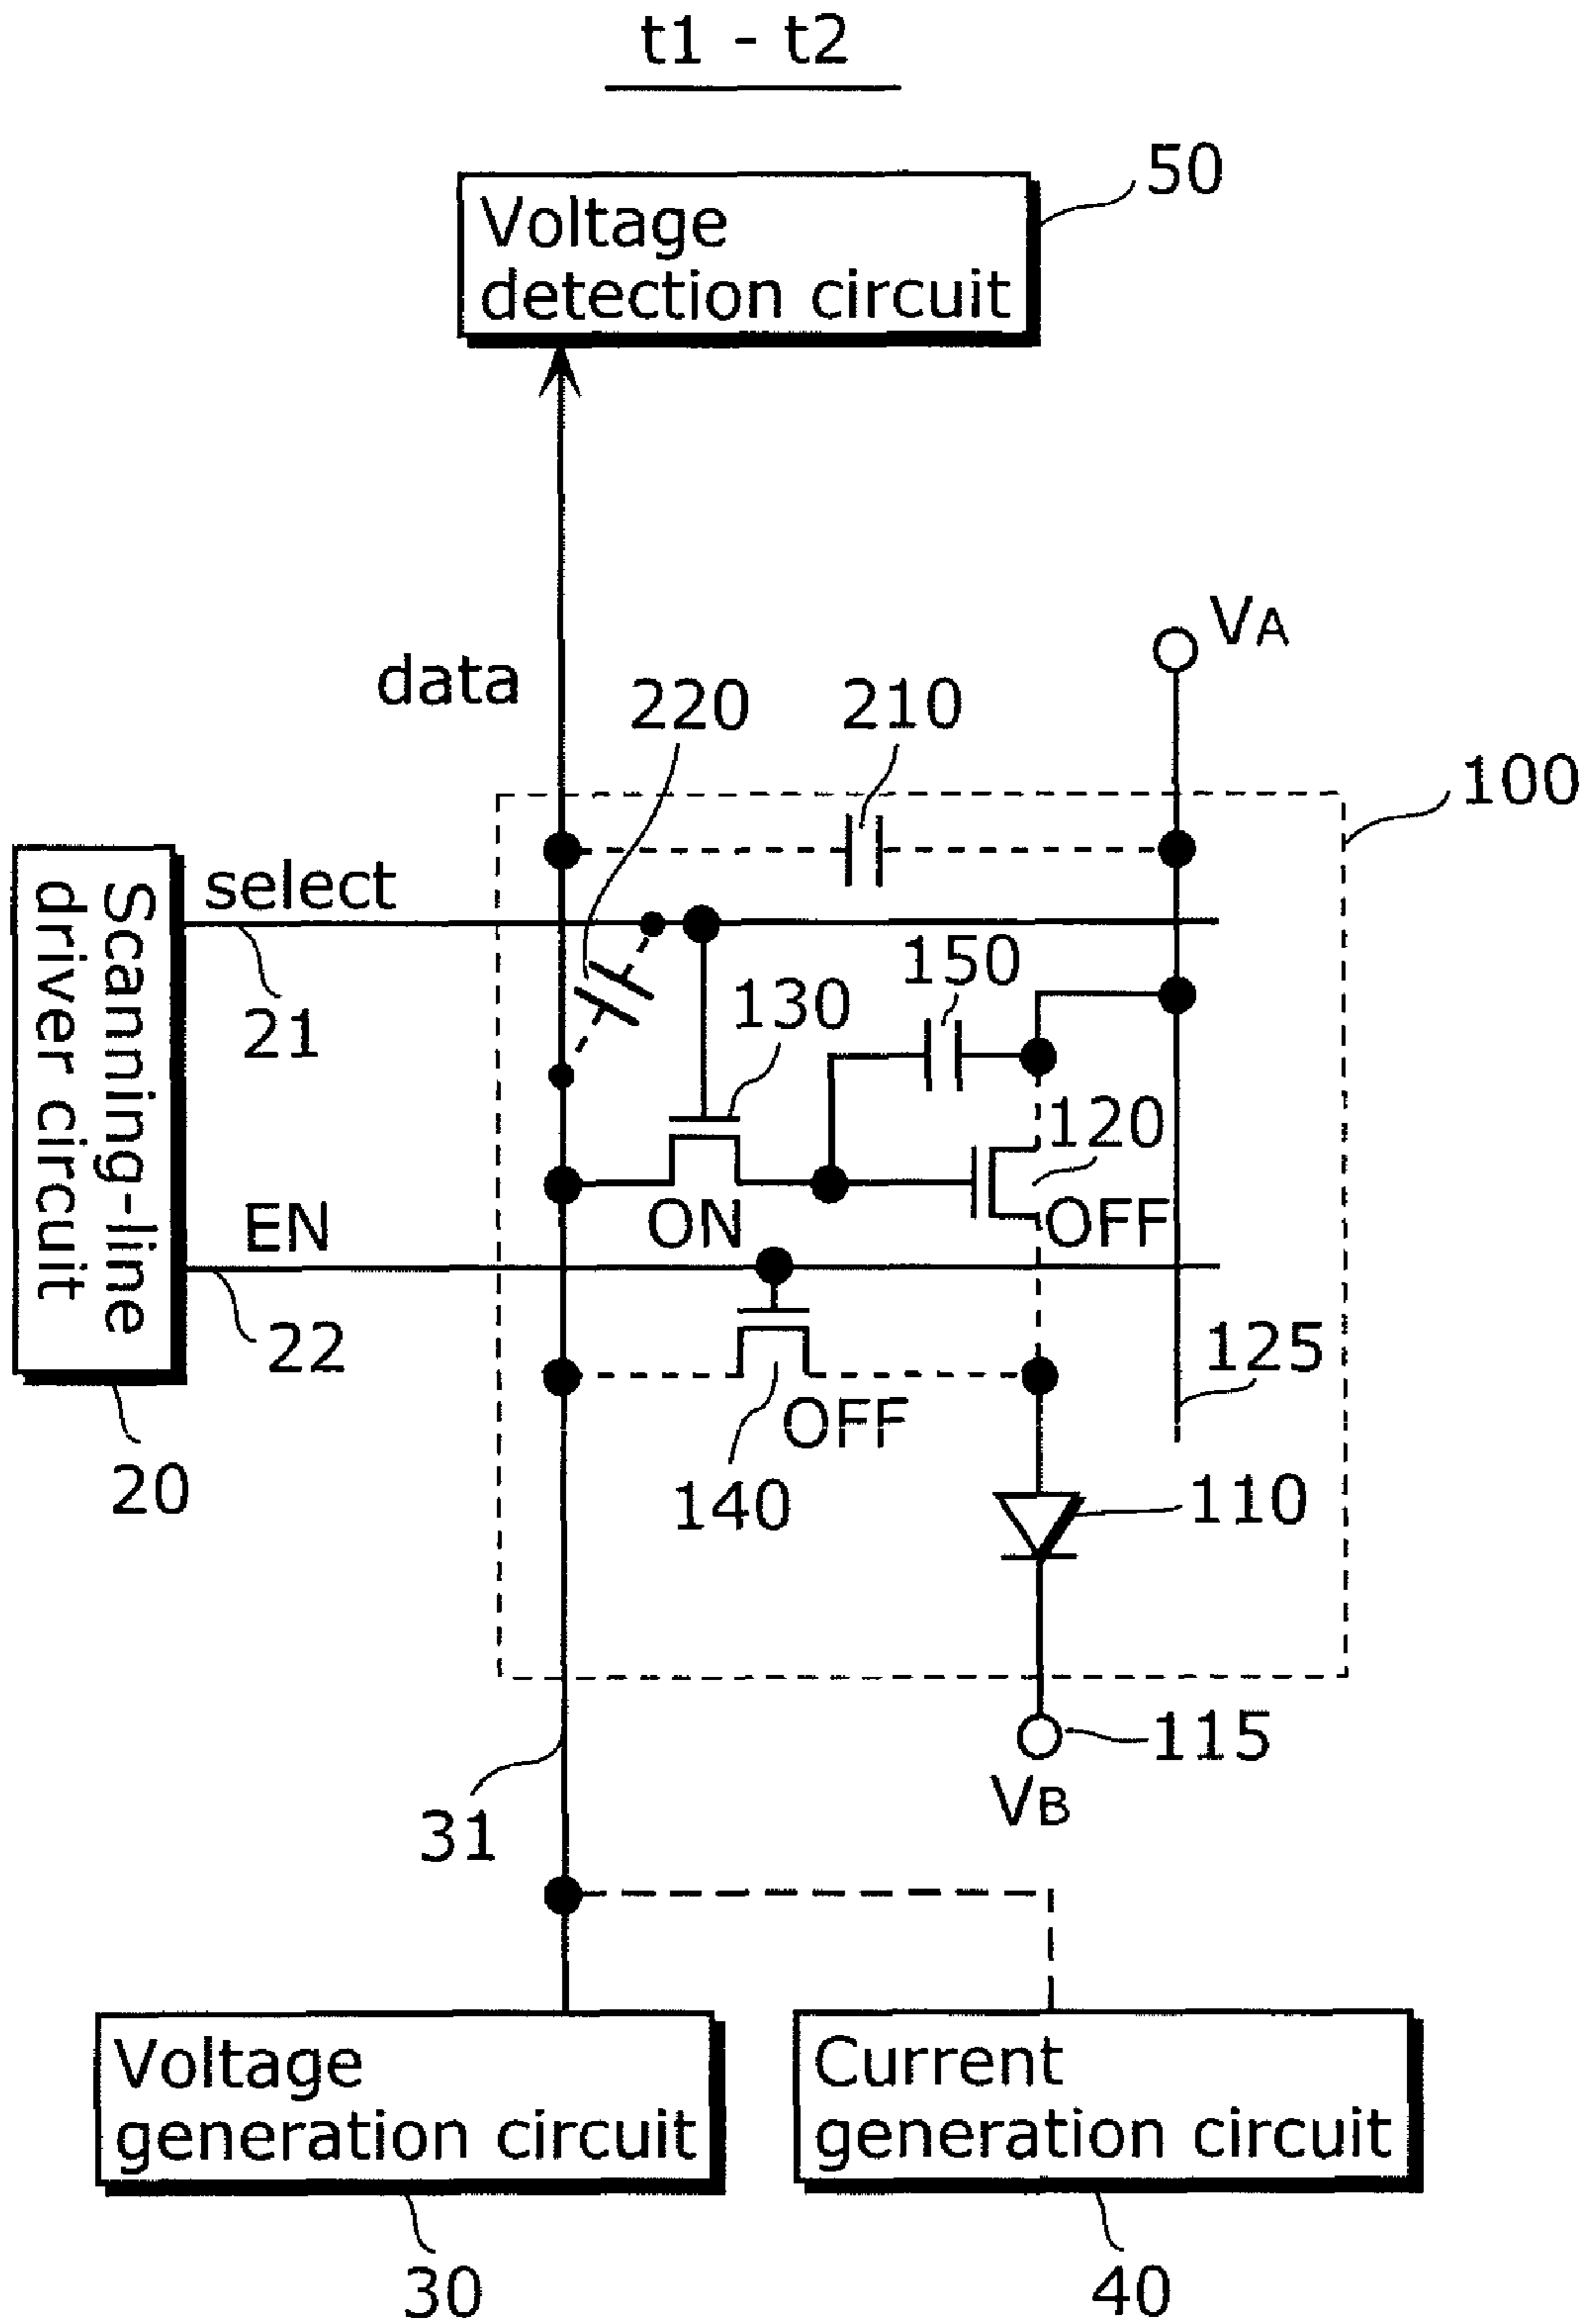 t1 - t2
50
Voltage
detection circuit
VA
data
220
210
100
select
21
Scanning-line
driver circuit
150
130
120
ON
OFF
EN
22
125
OFF
20
140
110
115
VB
31
Voltage
generation circuit
Current
generation circuit
30
40